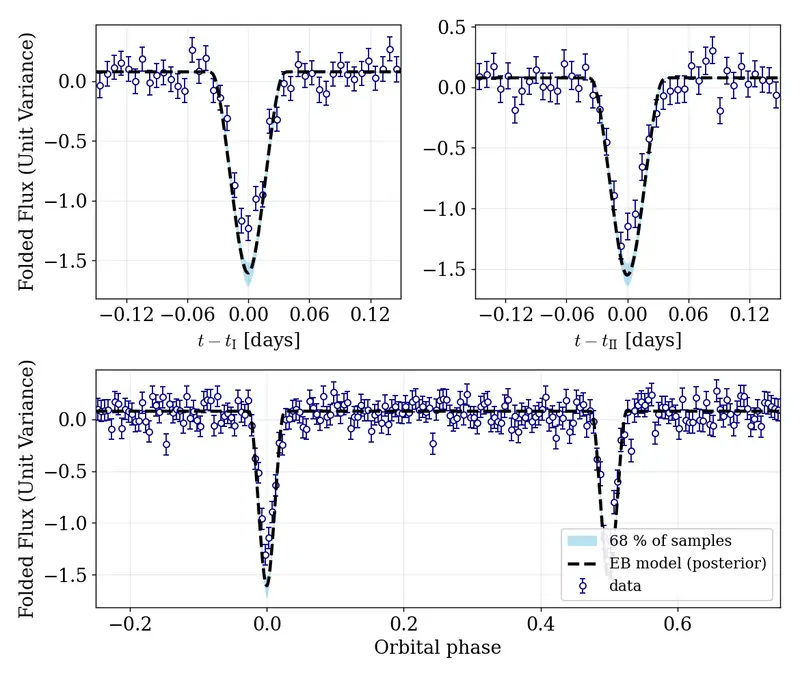 Folded Flux (Unit Variance)
0.0
−0.5
−1.0
−1.5
−0.12 −0.06 0.00 0.06 0.12
t − tI [days]
0.5
0.0
−0.5
−1.0
−1.5
−0.12 −0.06 0.00 0.06 0.12
t − tII [days]
Folded Flux (Unit Variance)
0.0
−0.5
−1.0
−1.5
68 % of samples
EB model (posterior)
data
−0.2 0.0 0.2 0.4 0.6
Orbital phase